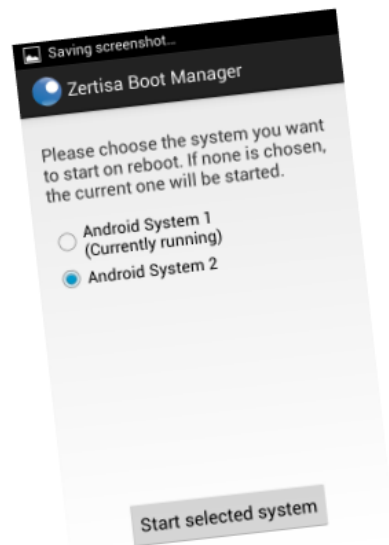 Saving screenshot...
Zertisa Boot Manager
Please choose the system you want
to start on reboot. If none is chosen,
the current one will be started.
Android System 1
(Currently running)
Android System 2
Start selected system